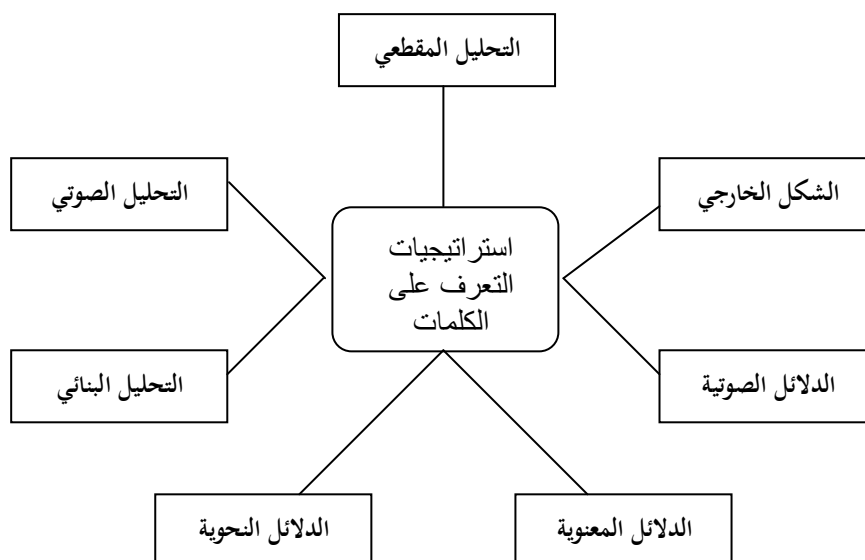 التحليل المقطعي
الشكل الخارجي
التحليل الصوتي
استراتيجيات
التعرف على
الكلمات
الدلائل الصوتية
التحليل البنائي
الدلائل المعنوية
الدلائل النحوية